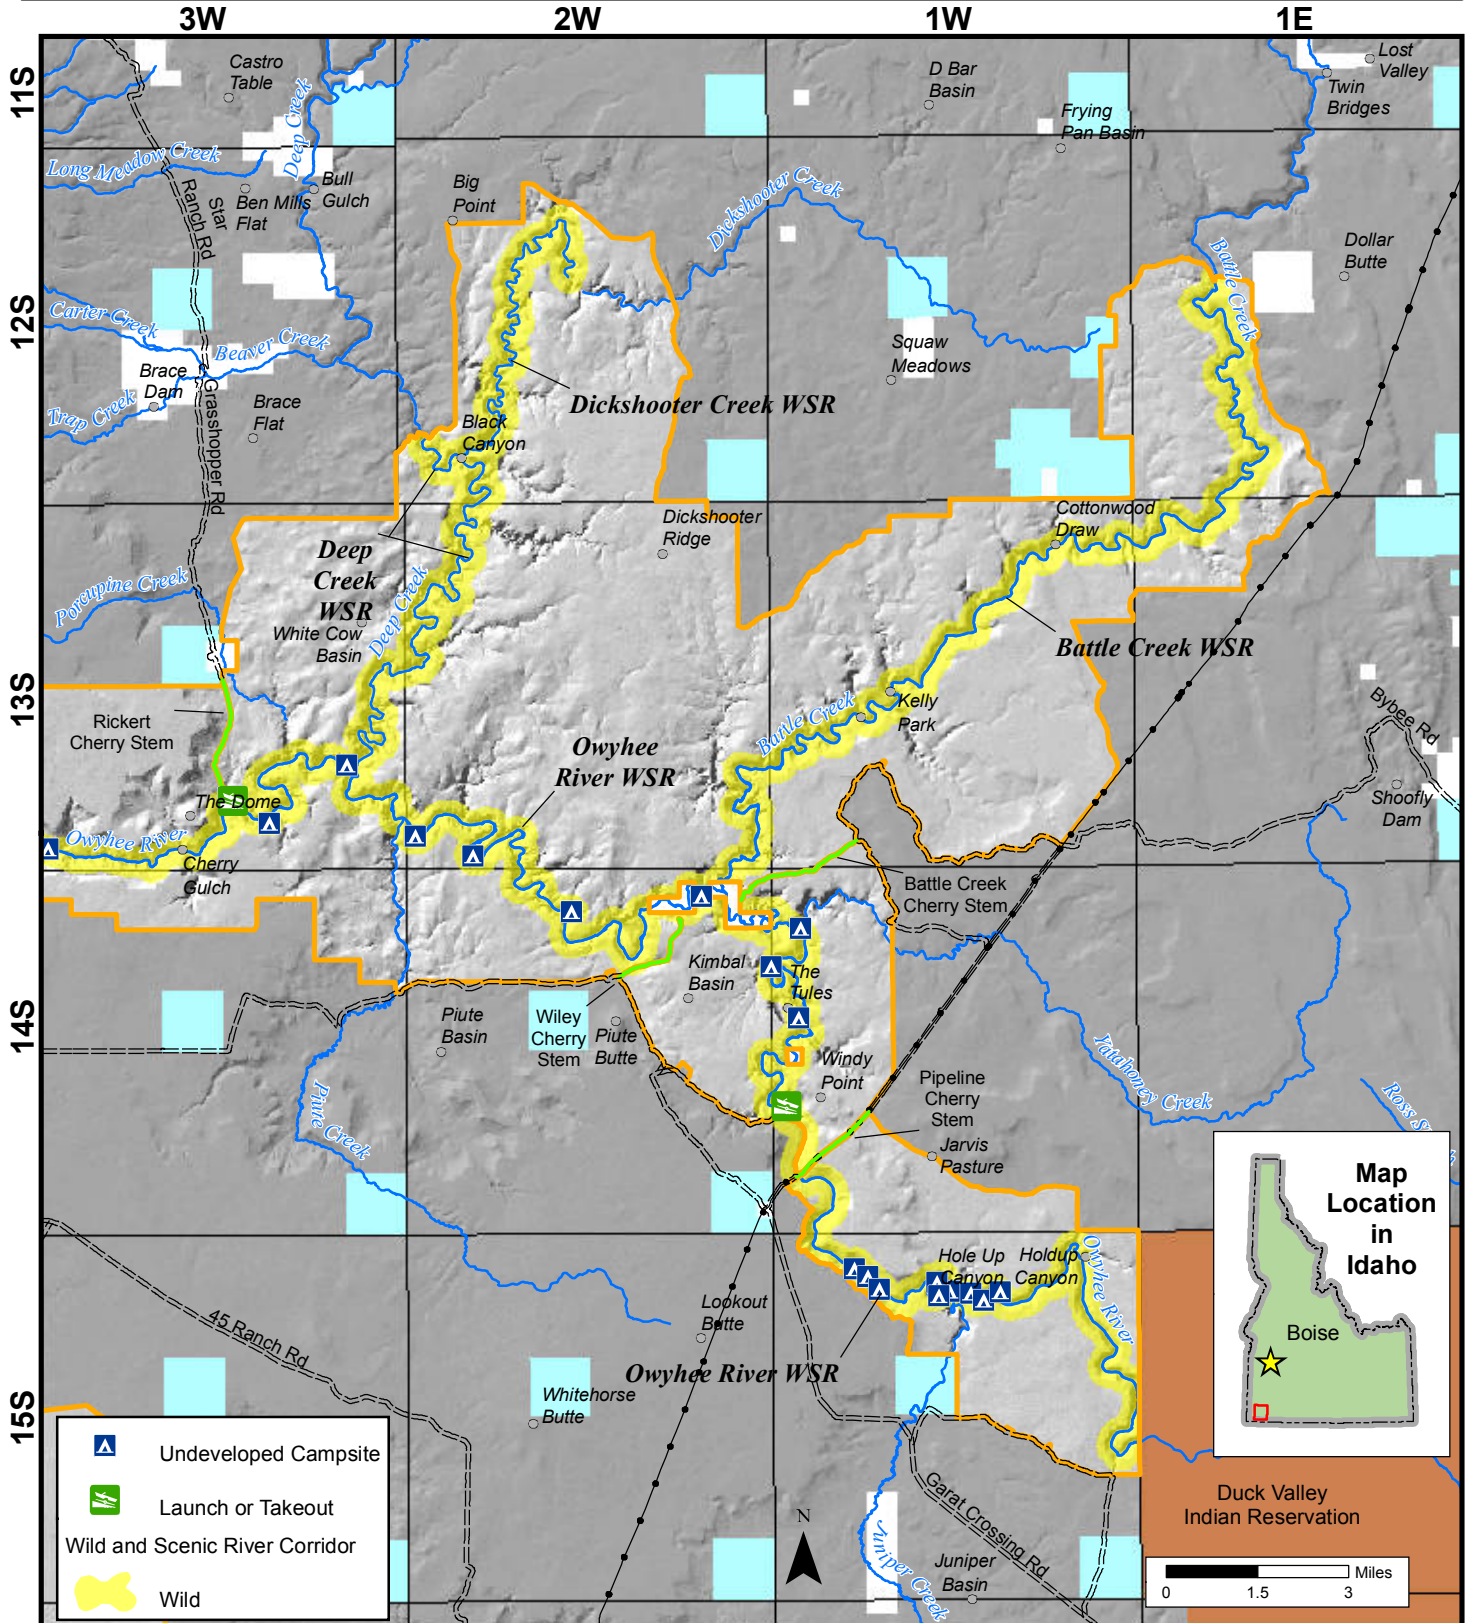 3W
2W
1W
1E
11S
12S
13S
14S
15S
Castro
Table
D Bar
Basin
Lost
Valley
Twin
Bridges
Frying
Pan Basin
Deep Creek
Long Meadow Creek
Star
Ranch Rd
Ben Mills
Flat
Bull
Gulch
Big
Point
Dickshooter Creek
Battle Creek
Dollar
Butte
Carter Creek
Beaver Creek
Brace
Dam
Trap Creek
Grasshopper Rd
Brace
Flat
Squaw
Meadows
Dickshooter Creek WSR
Black
Canyon
Dickshooter
Ridge
Cottonwood
Draw
Deep
Creek
WSR
Porcupine Creek
White Cow
Basin
Deep Creek
Battle Creek WSR
Kelly
Park
Battle Creek
Rickert
Cherry Stem
Owyhee
River WSR
Bybee Rd
The Dome
Shoofly
Dam
Owyhee River
Cherry
Gulch
Battle Creek
Cherry Stem
Kimbal
Basin
The
Tules
Piute
Basin
Wiley
Cherry
Stem
Piute
Butte
Windy
Point
Yatahoney Creek
Piute Creek
Pipeline
Cherry
Stem
Jarvis
Pasture
Map
Location
in
Idaho
Boise
Hole Up
Canyon
Holdup
Canyon
Owyhee River
Lookout
Butte
45 Ranch Rd
Owyhee River WSR
Whitehorse
Butte
Undeveloped Campsite
Launch or Takeout
Wild and Scenic River Corridor
Wild
N
Garat Crossing Rd
Juniper Creek
Juniper
Basin
Duck Valley
Indian Reservation
Miles
0
1.5
3